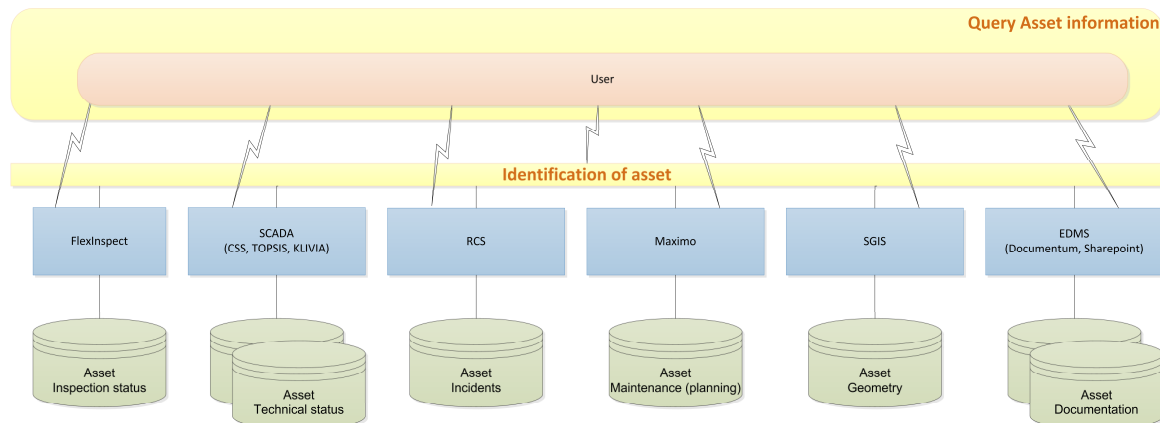 Query Asset information
User
Identification of asset
FlexInspect
SCADA
(CSS, TOPSIS, KLIVIA)
RCS
Maximo
SGIS
EDMS
(Documentum, Sharepoint)
Asset
Inspection status
Asset
Technical status
Asset
Incidents
Asset
Maintenance (planning)
Asset
Geometry
Asset
Documentation